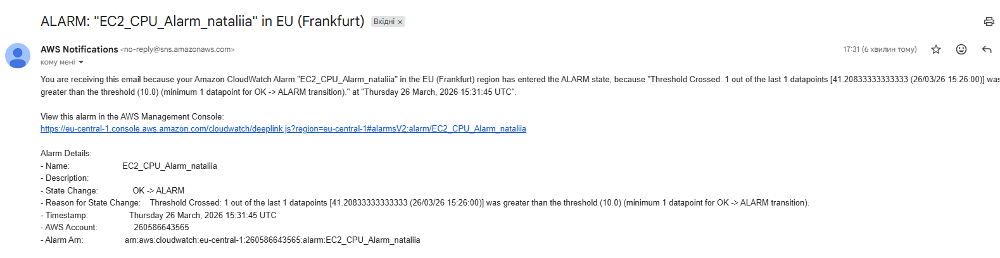 ALARM: "EC2_CPU_Alarm_nataliia" in EU (Frankfurt) Вхідні ×
AWS Notifications <no-reply@sns.amazonaws.com> 17:31 (6 хвилин тому)
кому мені
You are receiving this email because your Amazon CloudWatch Alarm "EC2_CPU_Alarm_nataliia" in the EU (Frankfurt) region has entered the ALARM state, because "Threshold Crossed: 1 out of the last 1 datapoints [41.20833333333333 (26/03/26 15:26:00)] was
greater than the threshold (10.0) (minimum 1 datapoint for OK -> ALARM transition)." at "Thursday 26 March, 2026 15:31:45 UTC".
View this alarm in the AWS Management Console:
https://eu-central-1.console.aws.amazon.com/cloudwatch/deeplink.js?region=eu-central-1#alarmsV2:alarm/EC2_CPU_Alarm_nataliia
Alarm Details:
- Name: EC2_CPU_Alarm_nataliia
- Description:
- State Change: OK -> ALARM
- Reason for State Change: Threshold Crossed: 1 out of the last 1 datapoints [41.20833333333333 (26/03/26 15:26:00)] was greater than the threshold (10.0) (minimum 1 datapoint for OK -> ALARM transition).
- Timestamp: Thursday 26 March, 2026 15:31:45 UTC
- AWS Account: 260586643565
- Alarm Arn: arn:aws:cloudwatch:eu-central-1:260586643565:alarm:EC2_CPU_Alarm_nataliia